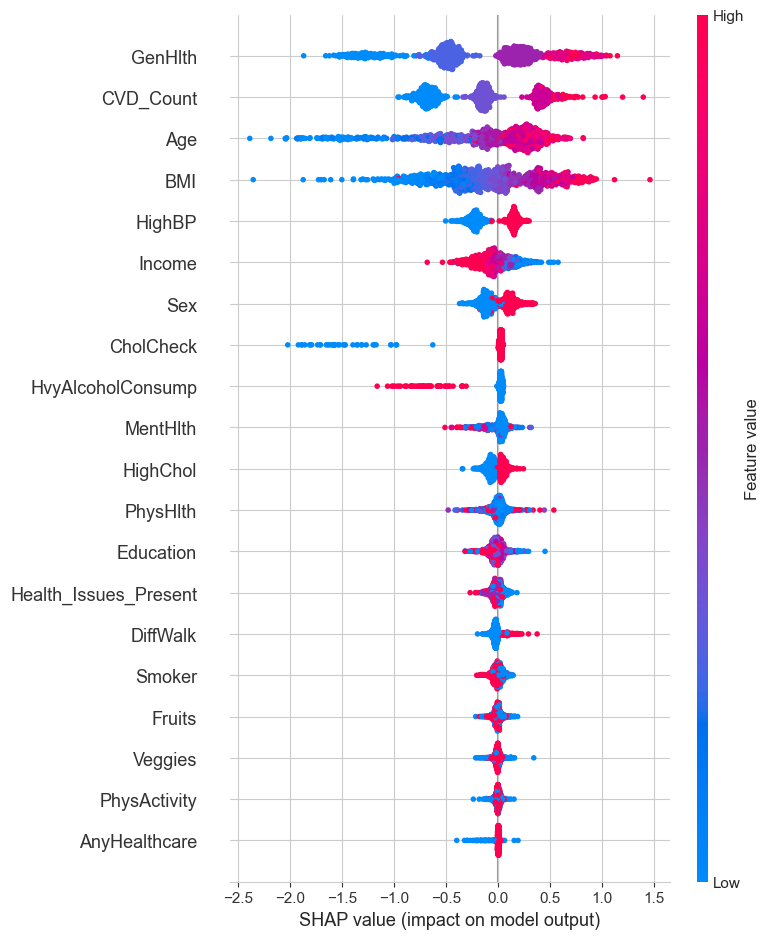 High
GenHlth
CVD_Count
Age
BMI
HighBP
Income
Sex
CholCheck
HvyAlcoholConsump
MentHlth
HighChol
PhysHlth
Education
Health_Issues_Present
DiffWalk
Smoker
Fruits
Veggies
PhysActivity
AnyHealthcare
Feature value
Low
−2.5 −2.0 −1.5 −1.0 −0.5 0.0 0.5 1.0 1.5
SHAP value (impact on model output)